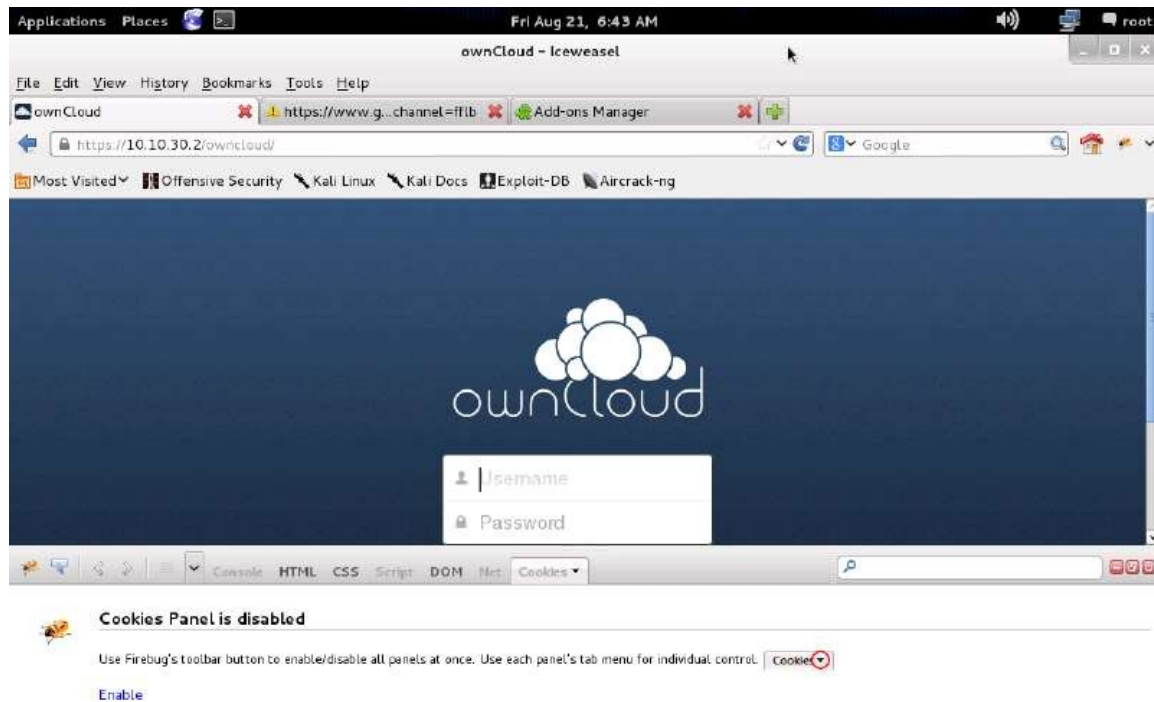 Applications Places Fri Aug 21, 6:43 AM root
ownCloud - Iceweasel
File Edit View History Bookmarks Tools Help
ownCloud https://www.g...channel=fflb Add-ons Manager
https://10.10.30.2/owncloud/ Google
Most Visited Offensive Security Kali Linux Kali Docs Exploit-DB Aircrack-ng
ownCloud
Username
Password
Console HTML CSS Script DOM Net Cookies
Cookies Panel is disabled
Use Firebug's toolbar button to enable/disable all panels at once. Use each panel's tab menu for individual control. Cookies
Enable